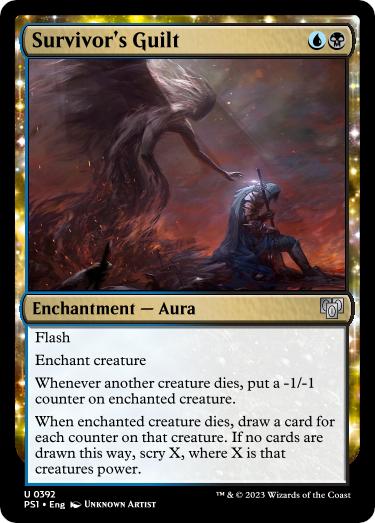 Survivor's Guilt
Enchantment — Aura
Flash
Enchant creature
Whenever another creature dies, put a -1/-1
counter on enchanted creature.
When enchanted creature dies, draw a card for
each counter on that creature. If no cards are
drawn this way, scry X, where X is that
creatures power.
U 0392
PS1 • Eng Unknown Artist
™ & © 2023 Wizards of the Coast